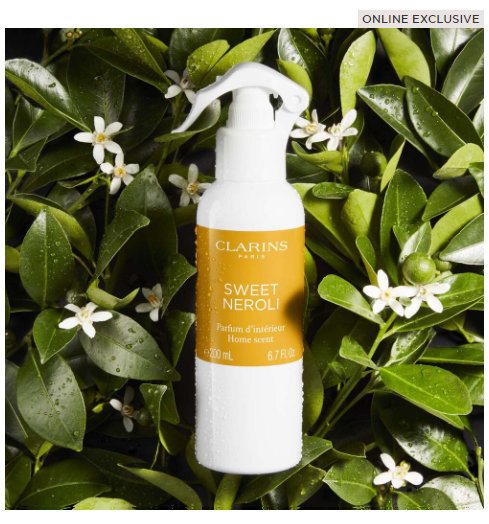 ONLINE EXCLUSIVE
CLARINS
PARIS
SWEET
NEROLI
Parfum d'intérieur
Home scent
℮200 mL 6.7 Fl.Oz